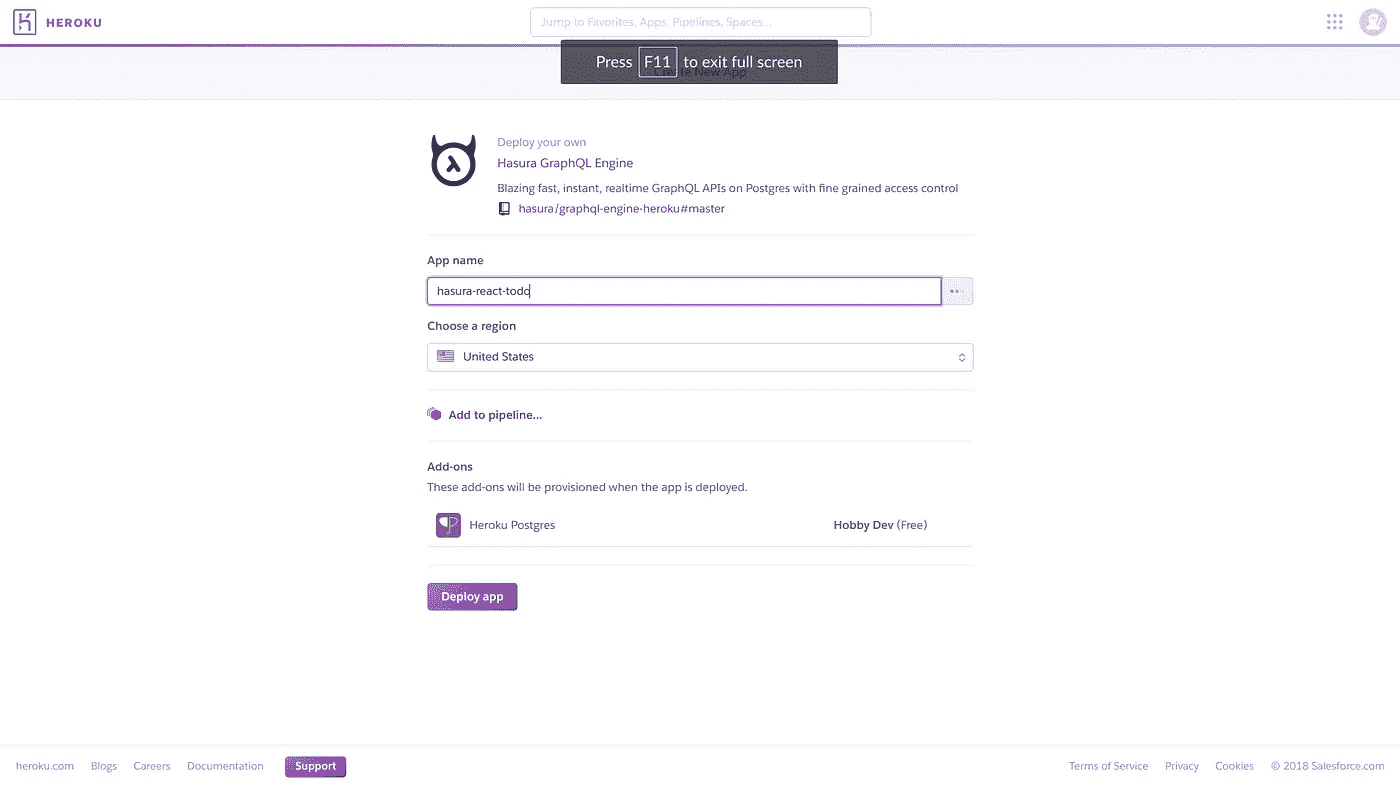 HEROKU
Jump to Favorites, Apps, Pipelines, Spaces...
Press F11 to exit full screen
Create New App
Deploy your own
Hasura GraphQL Engine
Blazing fast, instant, realtime GraphQL APIs on Postgres with fine grained access control
hasura/graphql-engine-heroku#master
App name
hasura-react-todo
Choose a region
United States
Add to pipeline...
Add-ons
These add-ons will be provisioned when the app is deployed.
Heroku Postgres Hobby Dev (Free)
Deploy app
heroku.com Blogs Careers Documentation Support Terms of Service Privacy Cookies © 2018 Salesforce.com